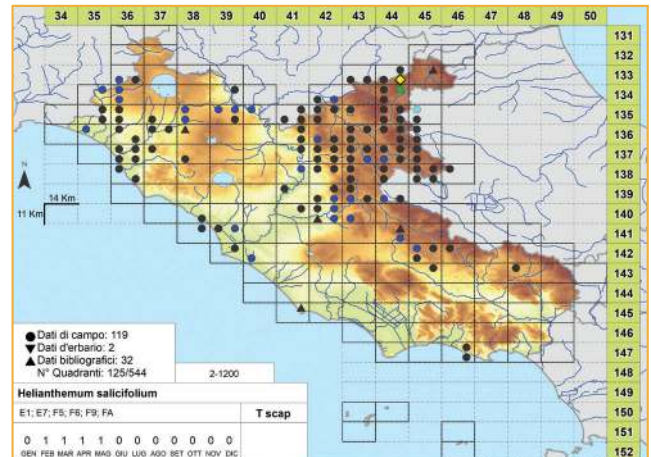 34 35 36 37 38 39 40 41 42 43 44 45 46 47 48 49 50
131
132
133
134
135
136
137
138
139
140
141
142
143
144
145
146
147
150
151
152
N
14 Km
11 Km
Dati di campo: 119
Dati d'erbario: 2
Dati bibliografici: 32
N° Quadranti: 125/544
2-1200
Helianthemum salicifolium
E1; E7; F5; F6; F9; FA
T scap
0 1 1 1 1 0 0 0 0 0 0 0
GEN FEB MAR APR MAG GIU LUG AGO SET OTT NOV DIC